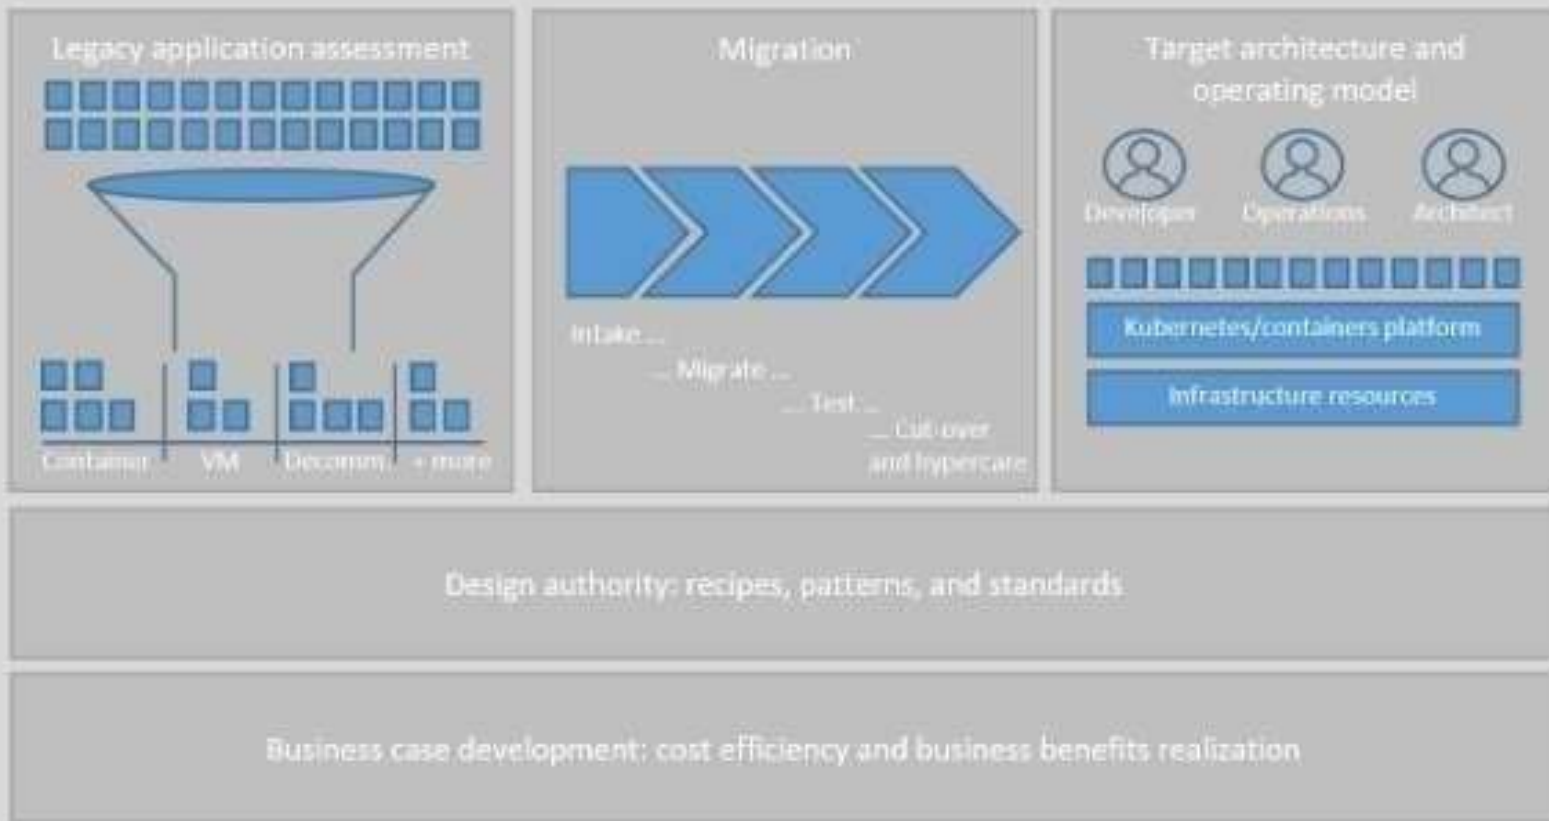 Legacy application assessment
Container
VM
Decomm.
+ more
Migration
Intake ...
... Migrate ...
... Test ...
... Cut-over
and hypercare
Target architecture and
operating model
Developer
Operations
Architect
Kubernetes/containers platform
Infrastructure resources
Design authority: recipes, patterns, and standards
Business case development: cost efficiency and business benefits realization